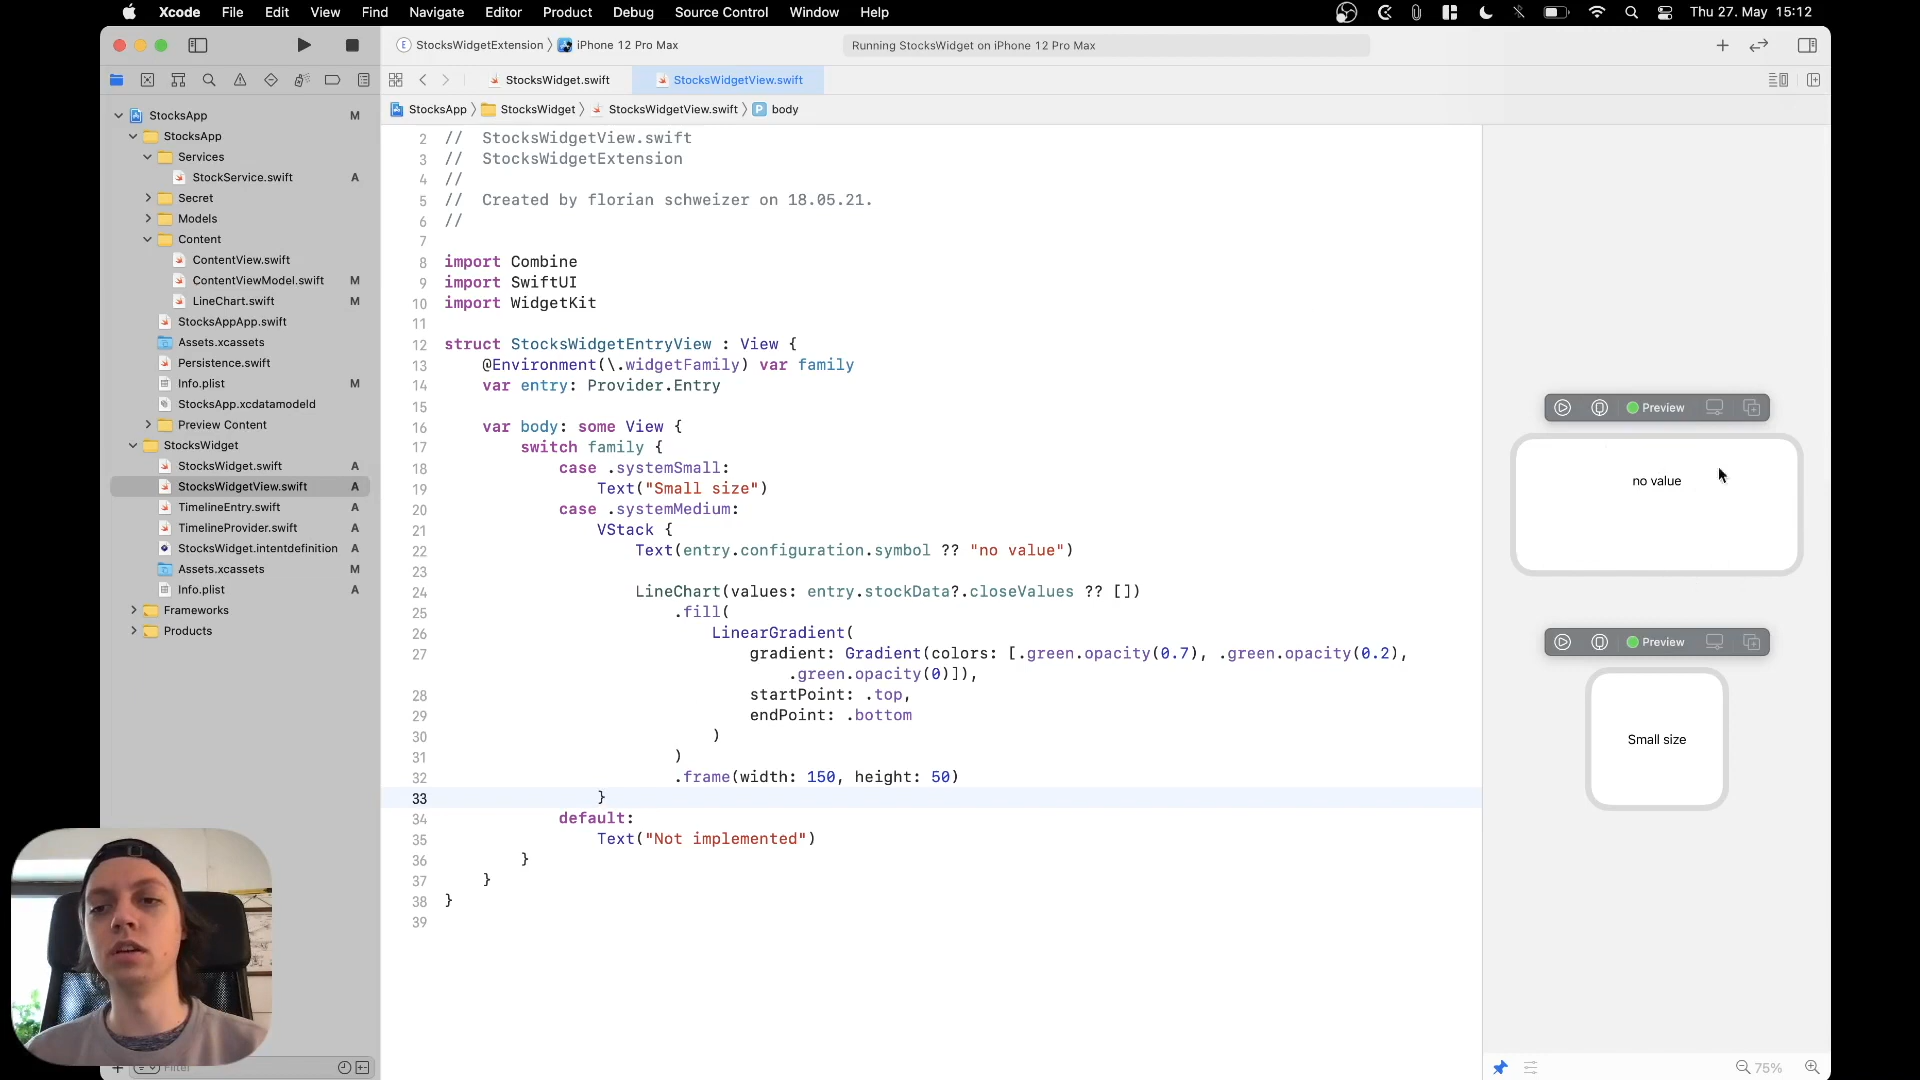 Xcode File Edit View Find Navigate Editor Product Debug Source Control Window Help Thu 27. May 15:12
StocksWidgetExtension iPhone 12 Pro Max Running StocksWidget on iPhone 12 Pro Max
StocksWidget.swift StocksWidgetView.swift
StocksApp StocksWidget StocksWidgetView.swift P body
StocksApp M
StocksApp
Services
StockService.swift A
Secret
Models
Content
ContentView.swift
ContentViewModel.swift M
LineChart.swift M
StocksAppApp.swift
Assets.xcassets
Persistence.swift
Info.plist M
StocksApp.xcdatamodeld
Preview Content
StocksWidget
StocksWidget.swift A
StocksWidgetView.swift A
TimelineEntry.swift A
TimelineProvider.swift A
StocksWidget.intentdefinition A
Assets.xcassets M
Info.plist A
Frameworks
Products
Filter
2 // StocksWidgetView.swift
3 // StocksWidgetExtension
4 //
5 // Created by florian schweizer on 18.05.21.
6 //
7
8 import Combine
9 import SwiftUI
10 import WidgetKit
11
12 struct StocksWidgetEntryView : View {
13 @Environment(\.widgetFamily) var family
14 var entry: Provider.Entry
15
16 var body: some View {
17 switch family {
18 case .systemSmall:
19 Text("Small size")
20 case .systemMedium:
21 VStack {
22 Text(entry.configuration.symbol ?? "no value")
23
24 LineChart(values: entry.stockData?.closeValues ?? [])
25 .fill(
26 LinearGradient(
27 gradient: Gradient(colors: [.green.opacity(0.7), .green.opacity(0.2),
.green.opacity(0)]),
28 startPoint: .top,
29 endPoint: .bottom
30 )
31 )
32 .frame(width: 150, height: 50)
33 }
34 default:
35 Text("Not implemented")
36 }
37 }
38 }
39
Preview
no value
Preview
Small size
75%